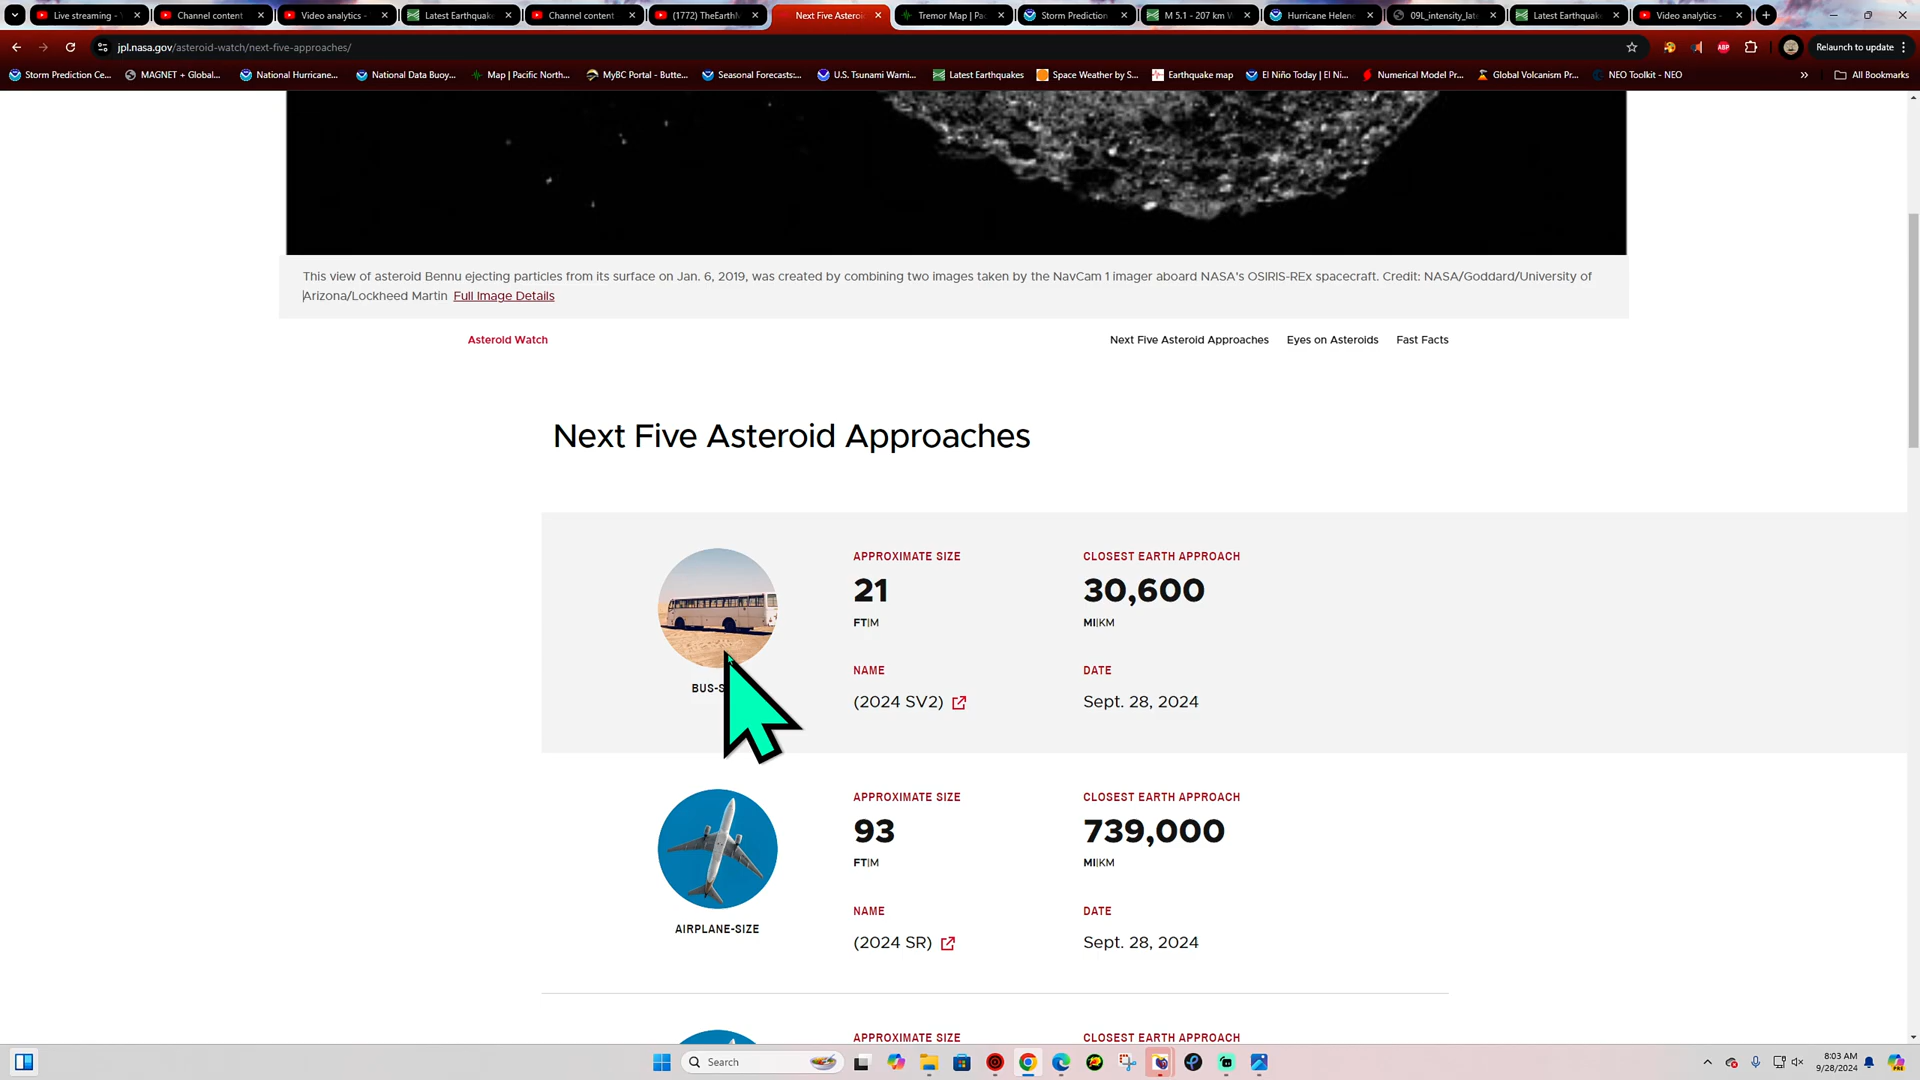 Live streaming - Y
Channel content
Video analytics -
Latest Earthquake
Channel content
(1772) TheEarthM
Next Five Asteroi
Tremor Map | Pac
Storm Prediction
M 5.1 - 207 km W
Hurricane Helene
09L_intensity_late
Latest Earthquake
Video analytics -
jpl.nasa.gov/asteroid-watch/next-five-approaches/
ABP
Relaunch to update
Storm Prediction Ce...
MAGNET + Global...
National Hurricane...
National Data Buoy...
Map | Pacific North...
MyBC Portal - Butte...
Seasonal Forecasts:...
U.S. Tsunami Warni...
Latest Earthquakes
Space Weather by S...
Earthquake map
El Niño Today | El Ni...
Numerical Model Pr...
Global Volcanism Pr...
NEO Toolkit - NEO
All Bookmarks
This view of asteroid Bennu ejecting particles from its surface on Jan. 6, 2019, was created by combining two images taken by the NavCam 1 imager aboard NASA's OSIRIS-REx spacecraft. Credit: NASA/Goddard/University of
Arizona/Lockheed Martin Full Image Details
Asteroid Watch
Next Five Asteroid Approaches Eyes on Asteroids Fast Facts
Next Five Asteroid Approaches
APPROXIMATE SIZE
21
FT|M
CLOSEST EARTH APPROACH
30,600
MI|KM
BUS-S
NAME
(2024 SV2)
DATE
Sept. 28, 2024
APPROXIMATE SIZE
93
FT|M
CLOSEST EARTH APPROACH
739,000
MI|KM
AIRPLANE-SIZE
NAME
(2024 SR)
DATE
Sept. 28, 2024
APPROXIMATE SIZE
CLOSEST EARTH APPROACH
Search
8:03 AM
9/28/2024
PRE